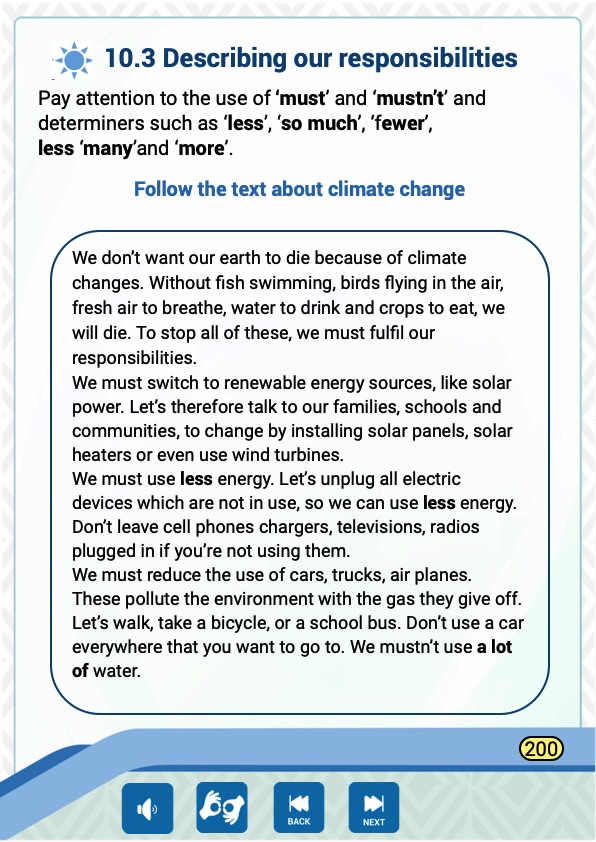 10.3 Describing our responsibilities
Pay attention to the use of ‘must’ and ‘mustn’t’ and
determiners such as ‘less’, ‘so much’, ‘fewer’,
less ‘many’and ‘more’.
Follow the text about climate change
We don’t want our earth to die because of climate
changes. Without fish swimming, birds flying in the air,
fresh air to breathe, water to drink and crops to eat, we
will die. To stop all of these, we must fulfil our
responsibilities.
We must switch to renewable energy sources, like solar
power. Let’s therefore talk to our families, schools and
communities, to change by installing solar panels, solar
heaters or even use wind turbines.
We must use less energy. Let’s unplug all electric
devices which are not in use, so we can use less energy.
Don’t leave cell phones chargers, televisions, radios
plugged in if you’re not using them.
We must reduce the use of cars, trucks, air planes.
These pollute the environment with the gas they give off.
Let’s walk, take a bicycle, or a school bus. Don’t use a car
everywhere that you want to go to. We mustn’t use a lot
of water.
200
BACK
NEXT